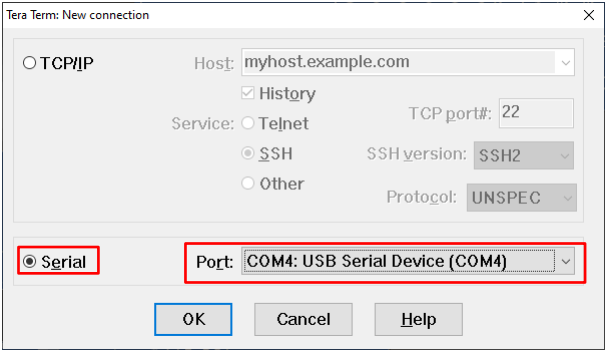 Tera Term: New connection
TCP/IP
Host: myhost.example.com
History
Service: Telnet
TCP port#: 22
SSH
SSH version: SSH2
Other
Protocol: UNSPEC
Serial
Port: COM4: USB Serial Device (COM4)
OK
Cancel
Help